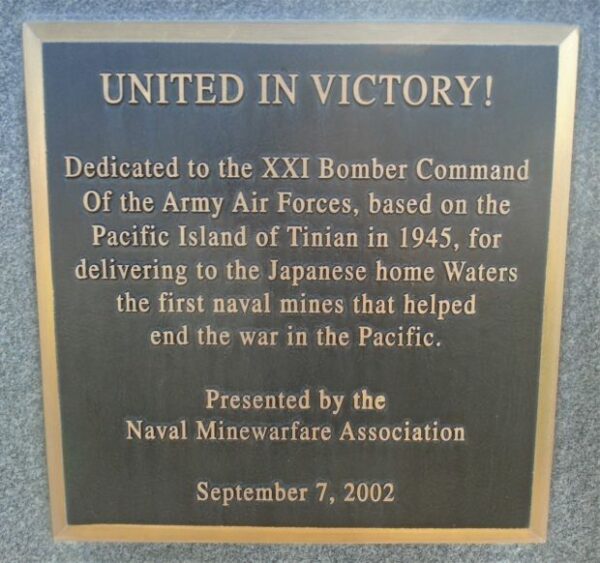 UNITED IN VICTORY!
Dedicated to the XXI Bomber Command
Of the Army Air Forces, based on the
Pacific Island of Tinian in 1945, for
delivering to the Japanese home Waters
the first naval mines that helped
end the war in the Pacific.
Presented by the
Naval Minewarfare Association
September 7, 2002